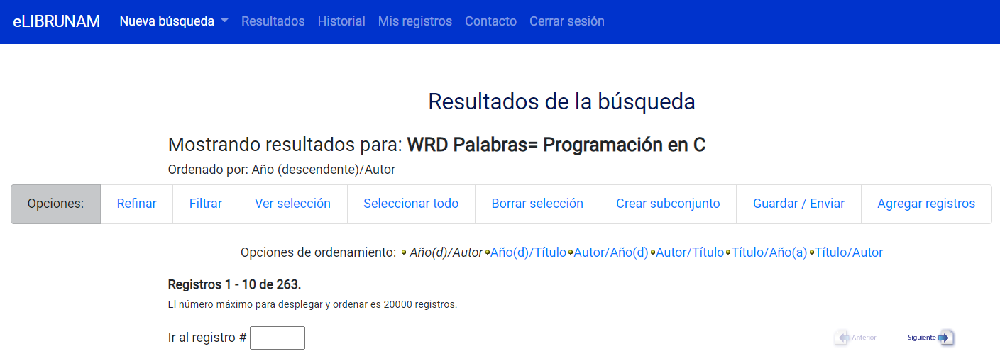 eLIBRUNAM Nueva búsqueda Resultados Historial Mis registros Contacto Cerrar sesión
Resultados de la búsqueda
Mostrando resultados para: WRD Palabras= Programación en C
Ordenado por: Año (descendente)/Autor
Opciones: Refinar Filtrar Ver selección Seleccionar todo Borrar selección Crear subconjunto Guardar / Enviar Agregar registros
Opciones de ordenamiento: Año(d)/Autor Año(d)/Título Autor/Año(d) Autor/Título Título/Año(a) Título/Autor
Registros 1 - 10 de 263.
El número máximo para desplegar y ordenar es 20000 registros.
Ir al registro # Anterior Siguiente